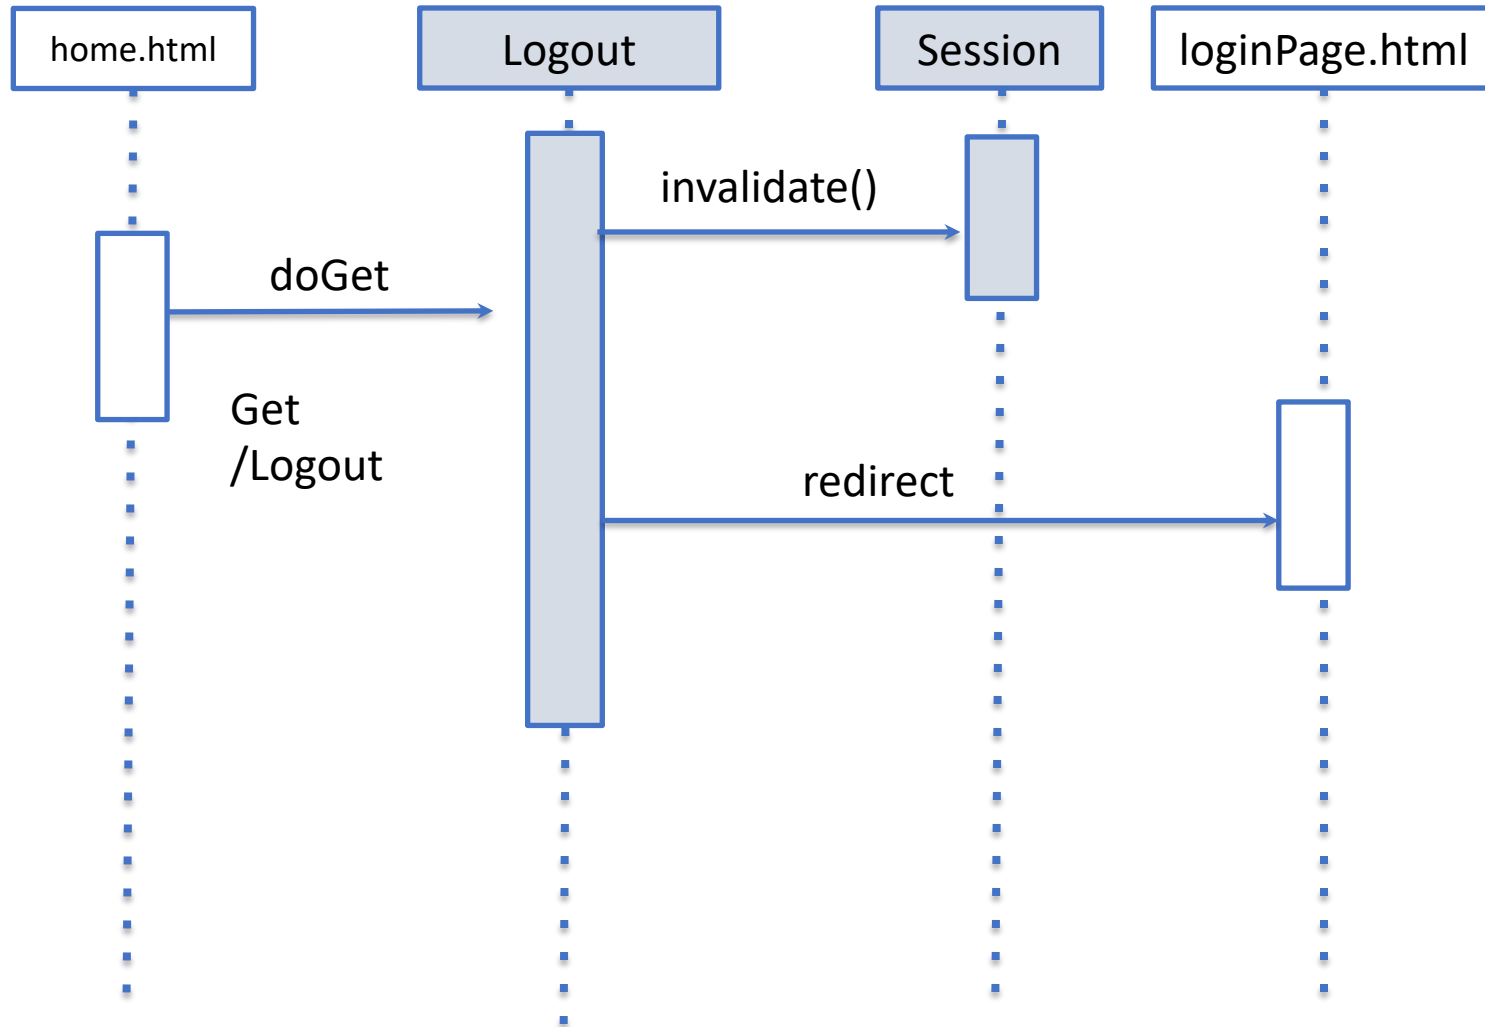 home.html
Logout
Session
loginPage.html
invalidate()
doGet
Get
/Logout
redirect